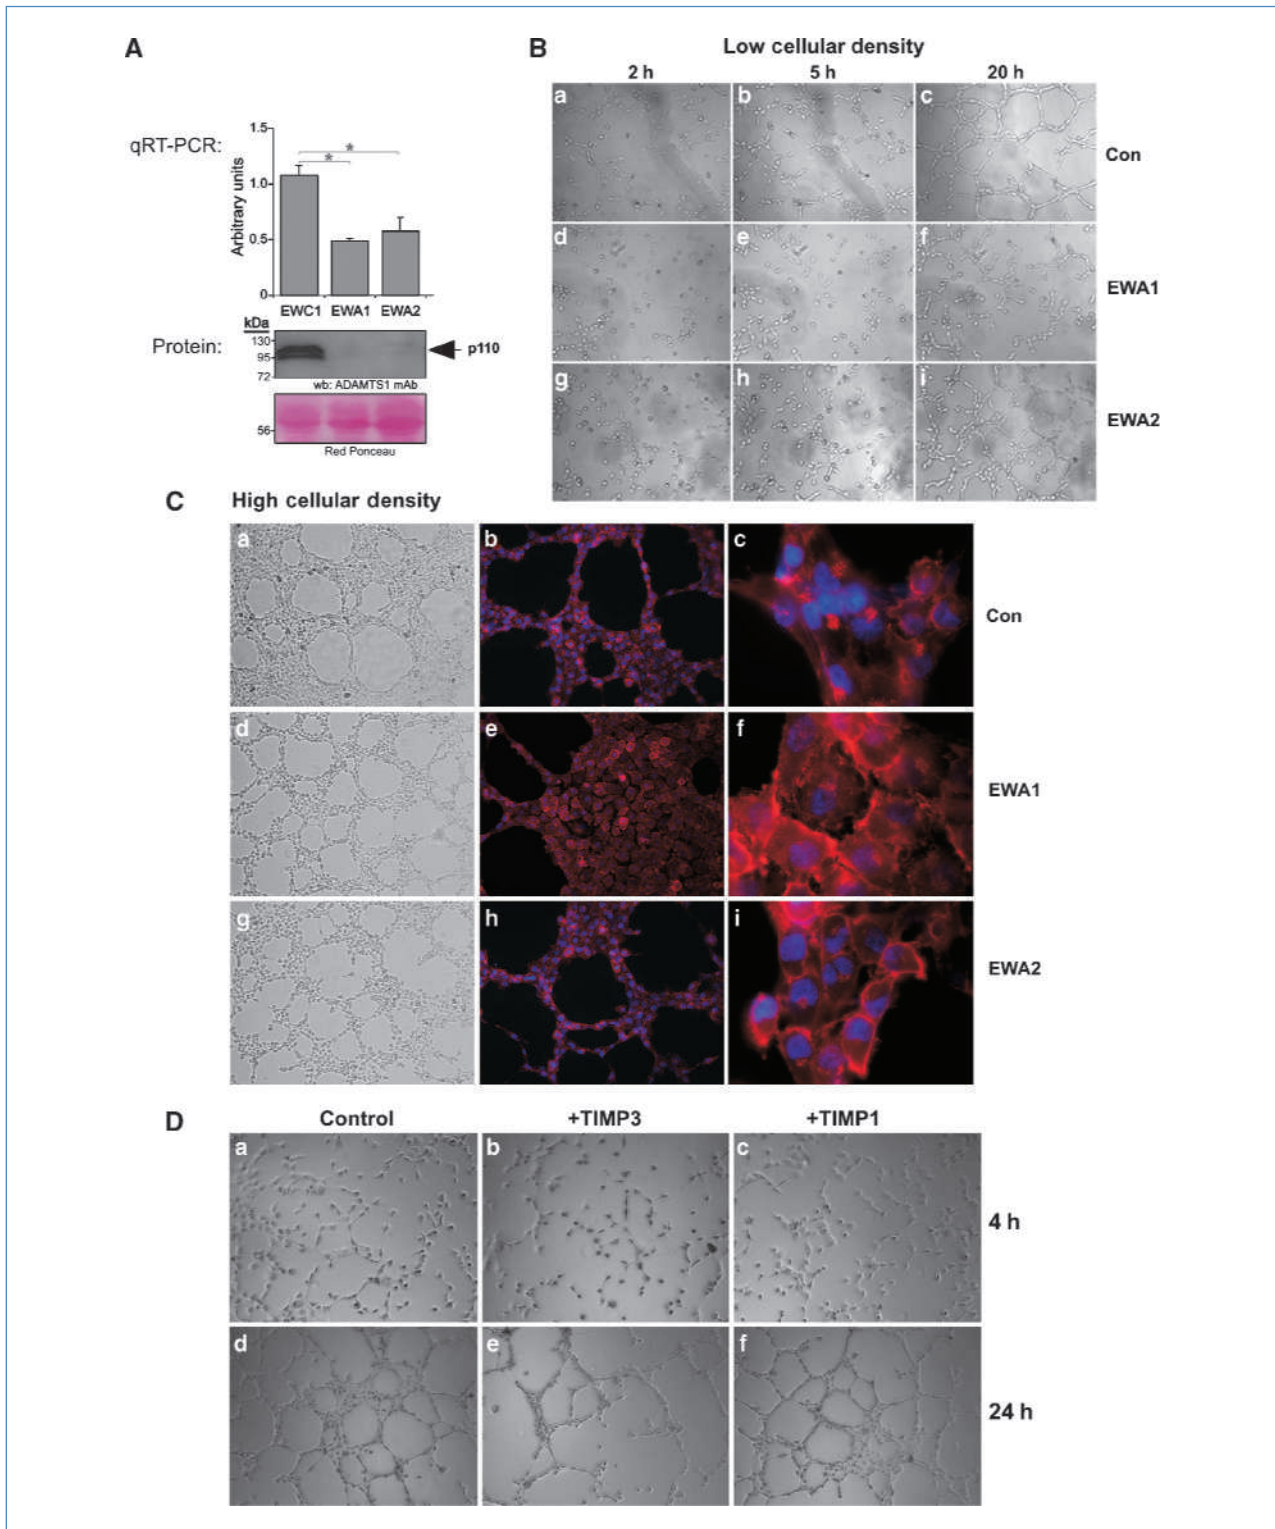 A
qRT-PCR:
Arbitrary units
1.5
* 
*
1.0
0.5
0
EWC1 EWA1 EWA2
kDa
Protein:
130
95
72
p110
wb: ADAMTS1 mAb
56
Red Ponceau
B
Low cellular density
2 h 5 h 20 h
a b c
Con
d e f
EWA1
g h i
EWA2
C
High cellular density
a b c
Con
d e f
EWA1
g h i
EWA2
D
Control +TIMP3 +TIMP1
a b c
4 h
d e f
24 h